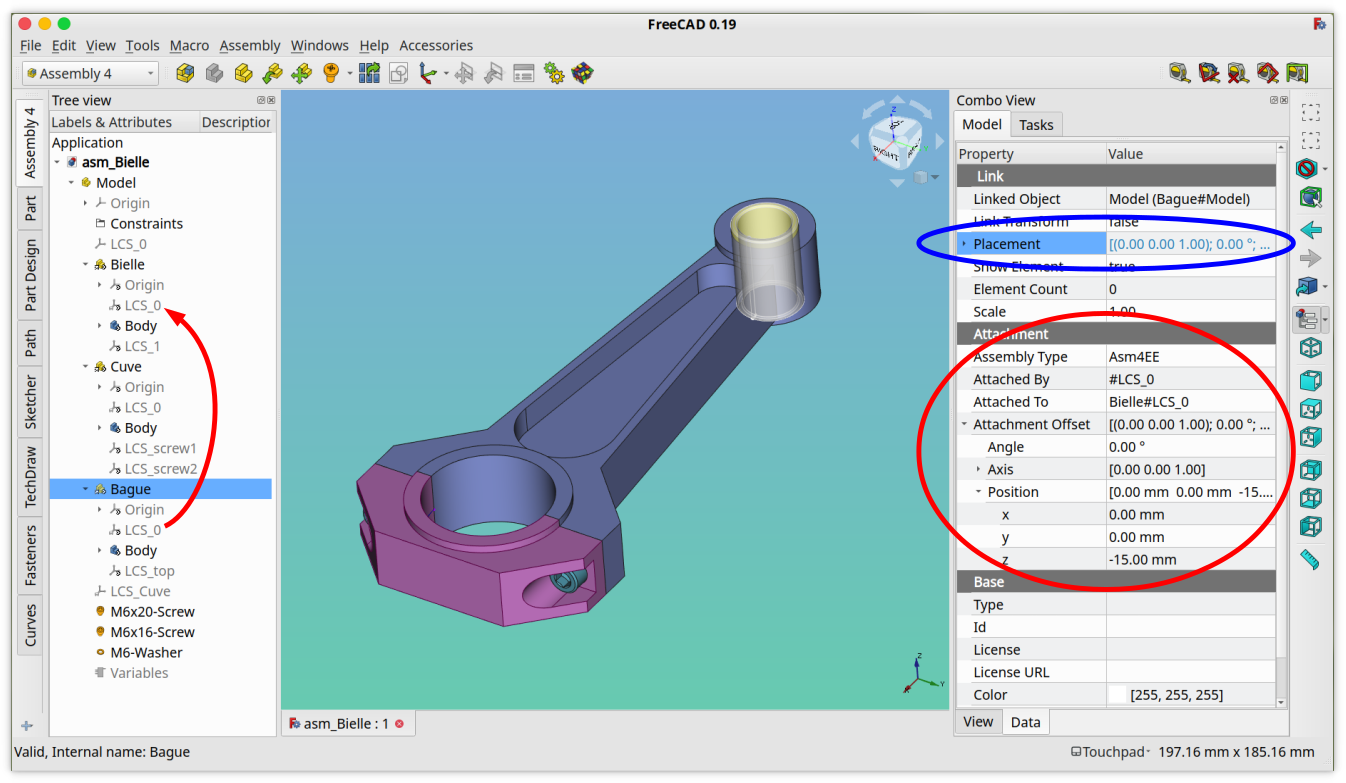 FreeCAD 0.19
File Edit View Tools Macro Assembly Windows Help Accessories
Assembly 4
Assembly 4
Part
Part Design
Path
Sketcher
TechDraw
Fasteners
Curves
Tree view
Labels & Attributes Description
Application
asm_Bielle
Model
Origin
Constraints
LCS_0
Bielle
Origin
LCS_0
Body
LCS_1
Cuve
Origin
LCS_0
Body
LCS_screw1
LCS_screw2
Bague
Origin
LCS_0
Body
LCS_top
LCS_Cuve
M6x20-Screw
M6x16-Screw
M6-Washer
Variables
Z
RIGHT
X
Z
Y
asm_Bielle : 1
Combo View
Model Tasks
Property Value
Link
Linked Object Model (Bague#Model)
Link Transform false
Placement [(0.00 0.00 1.00); 0.00 °; ...
Show Element true
Element Count 0
Scale 1.00
Attachment
Assembly Type Asm4EE
Attached By #LCS_0
Attached To Bielle#LCS_0
Attachment Offset [(0.00 0.00 1.00); 0.00 °; ...
Angle 0.00 °
Axis [0.00 0.00 1.00]
Position [0.00 mm 0.00 mm -15....
x 0.00 mm
y 0.00 mm
z -15.00 mm
Base
Type
Id
License
License URL
Color [255, 255, 255]
View Data
Valid, Internal name: Bague
Touchpad 197.16 mm x 185.16 mm